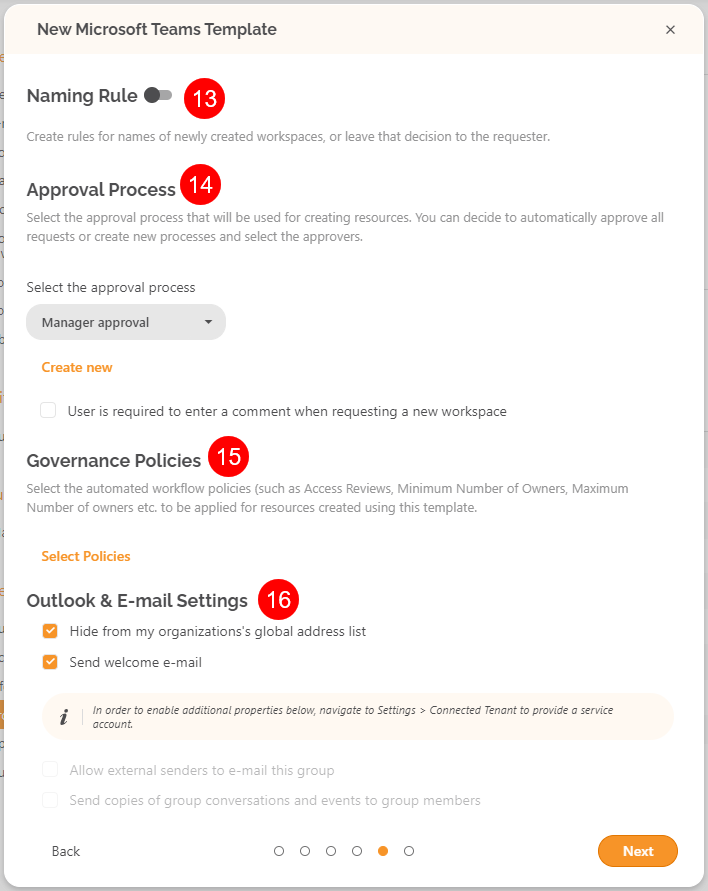 New Microsoft Teams Template
Naming Rule 13
Create rules for names of newly created workspaces, or leave that decision to the requester.
Approval Process 14
Select the approval process that will be used for creating resources. You can decide to automatically approve all
requests or create new processes and select the approvers.
Select the approval process
Manager approval
Create new
User is required to enter a comment when requesting a new workspace
Governance Policies 15
Select the automated workflow policies (such as Access Reviews, Minimum Number of Owners, Maximum
Number of owners etc. to be applied for resources created using this template.
Select Policies
Outlook & E-mail Settings 16
Hide from my organizations's global address list
Send welcome e-mail
i In order to enable additional properties below, navigate to Settings > Connected Tenant to provide a service
account.
Allow external senders to e-mail this group
Send copies of group conversations and events to group members
Back
Next